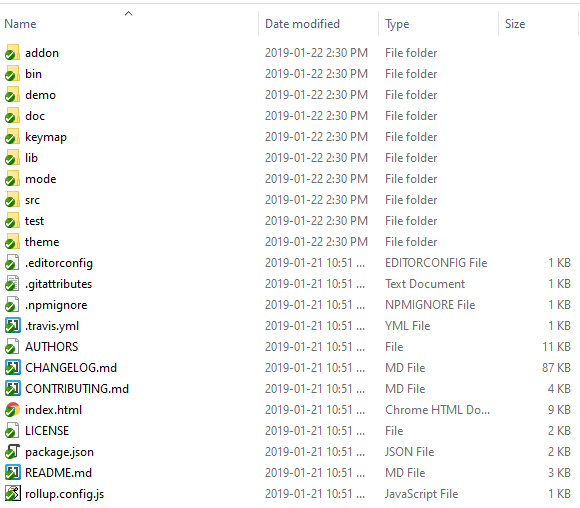 Name Date modified Type Size
addon 2019-01-22 2:30 PM File folder
bin 2019-01-22 2:30 PM File folder
demo 2019-01-22 2:30 PM File folder
doc 2019-01-22 2:30 PM File folder
keymap 2019-01-22 2:30 PM File folder
lib 2019-01-22 2:30 PM File folder
mode 2019-01-22 2:30 PM File folder
src 2019-01-22 2:30 PM File folder
test 2019-01-22 2:30 PM File folder
theme 2019-01-22 2:30 PM File folder
.editorconfig 2019-01-21 10:51 ... EDITORCONFIG File 1 KB
.gitattributes 2019-01-21 10:51 ... Text Document 1 KB
.npmignore 2019-01-21 10:51 ... NPMIGNORE File 1 KB
.travis.yml 2019-01-21 10:51 ... YML File 1 KB
AUTHORS 2019-01-21 10:51 ... File 11 KB
CHANGELOG.md 2019-01-21 10:51 ... MD File 87 KB
CONTRIBUTING.md 2019-01-21 10:51 ... MD File 4 KB
index.html 2019-01-21 10:51 ... Chrome HTML Do... 9 KB
LICENSE 2019-01-21 10:51 ... File 2 KB
package.json 2019-01-21 10:51 ... JSON File 2 KB
README.md 2019-01-21 10:51 ... MD File 3 KB
rollup.config.js 2019-01-21 10:51 ... JavaScript File 1 KB